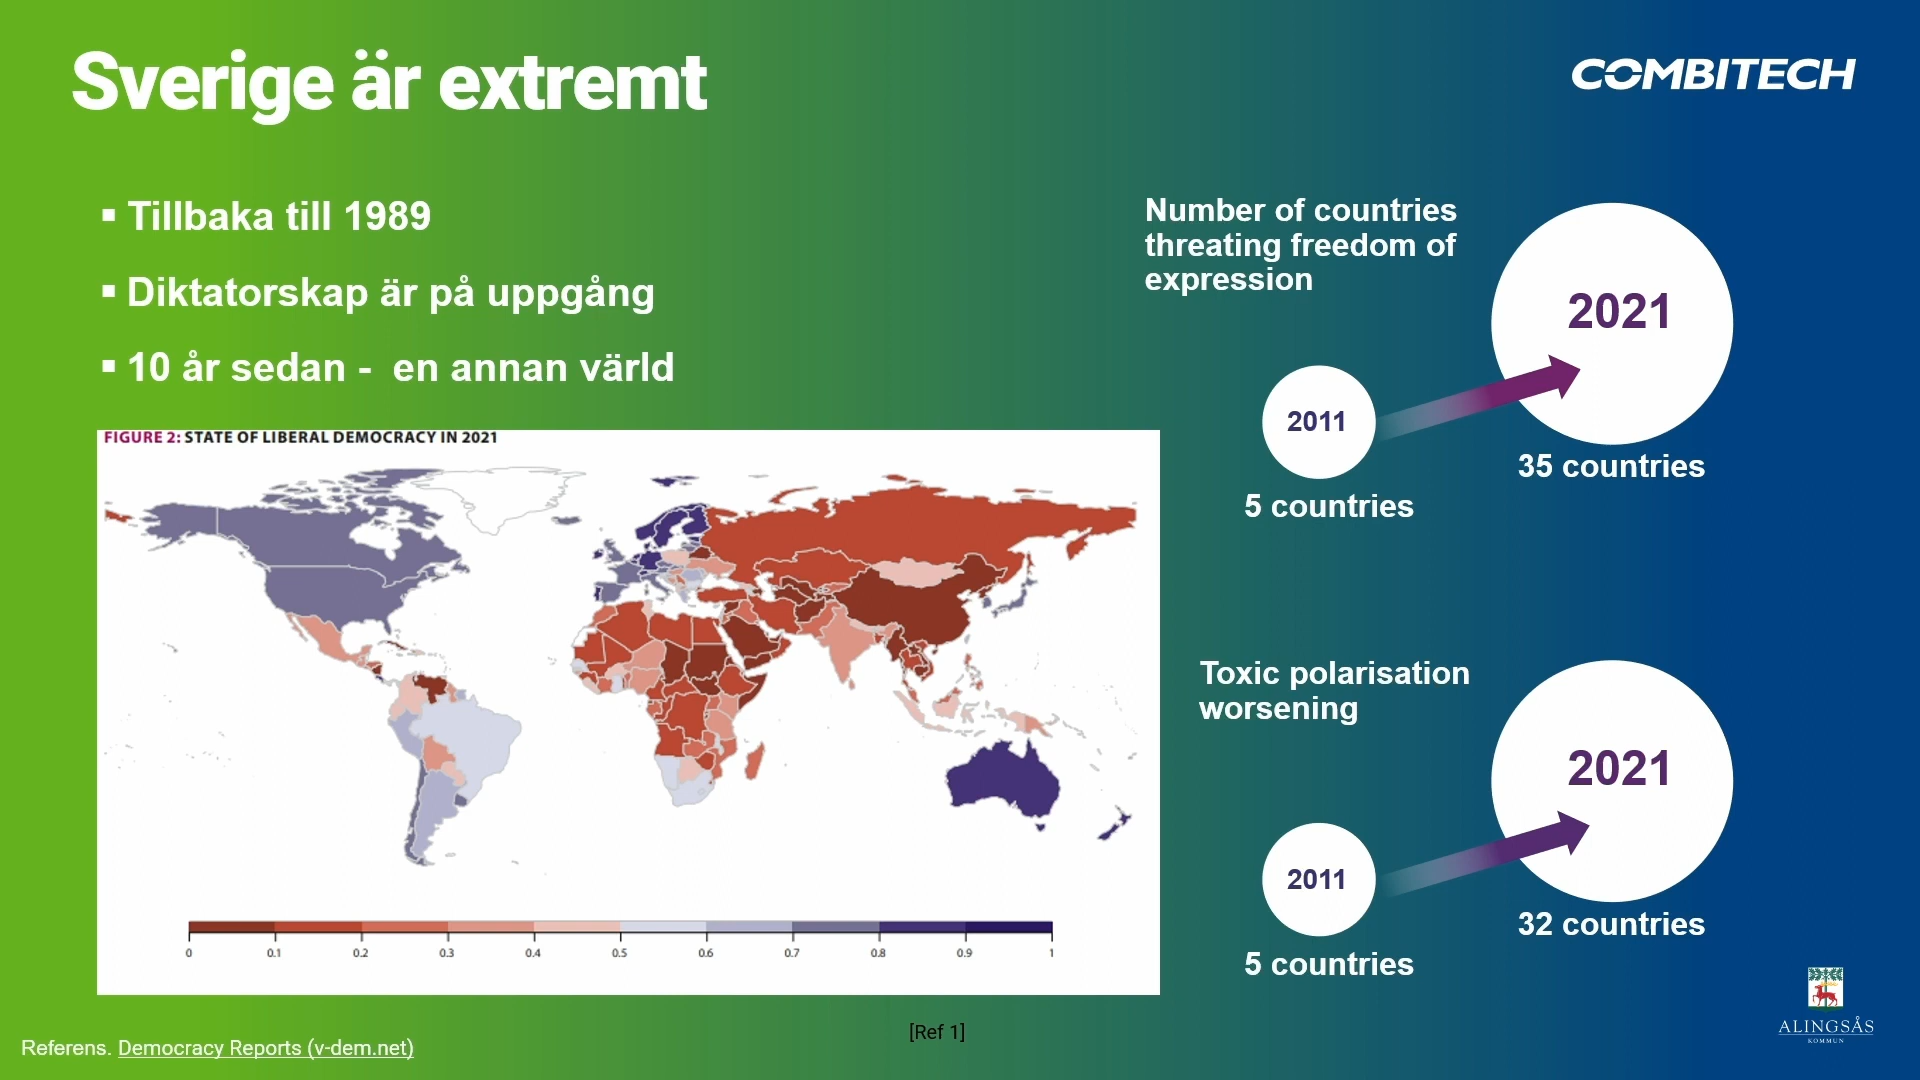 Sverige är extremt
COMBITECH
▪ Tillbaka till 1989
▪ Diktatorskap är på uppgång
▪ 10 år sedan -  en annan värld
FIGURE 2: STATE OF LIBERAL DEMOCRACY IN 2021
0 0.1 0.2 0.3 0.4 0.5 0.6 0.7 0.8 0.9 1
Number of countries
threating freedom of
expression
2021
2011
35 countries
5 countries
Toxic polarisation
worsening
2021
2011
32 countries
5 countries
[Ref 1]
Referens. Democracy Reports (v-dem.net)
ALINGSÅS
KOMMUN